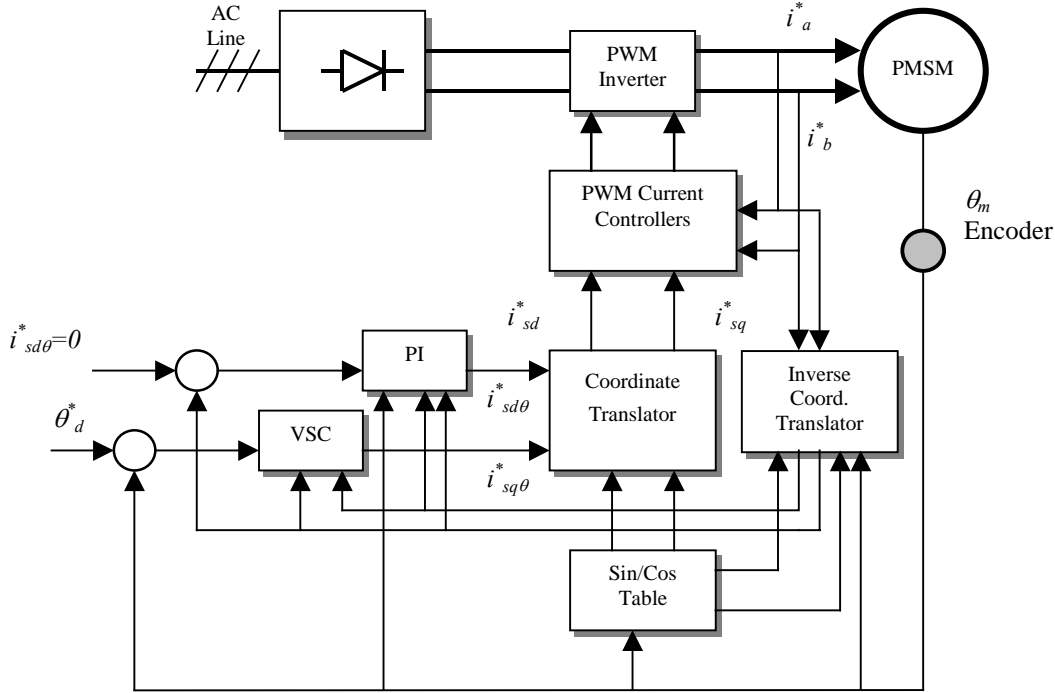 AC
Line
PWM
Inverter
i*a
PMSM
i*b
PWM Current
Controllers
θm
Encoder
i*sdθ=0
PI
i*sd
i*sq
Coordinate
Translator
i*sdθ
Inverse
Coord.
Translator
θ*d
VSC
i*sqθ
Sin/Cos
Table